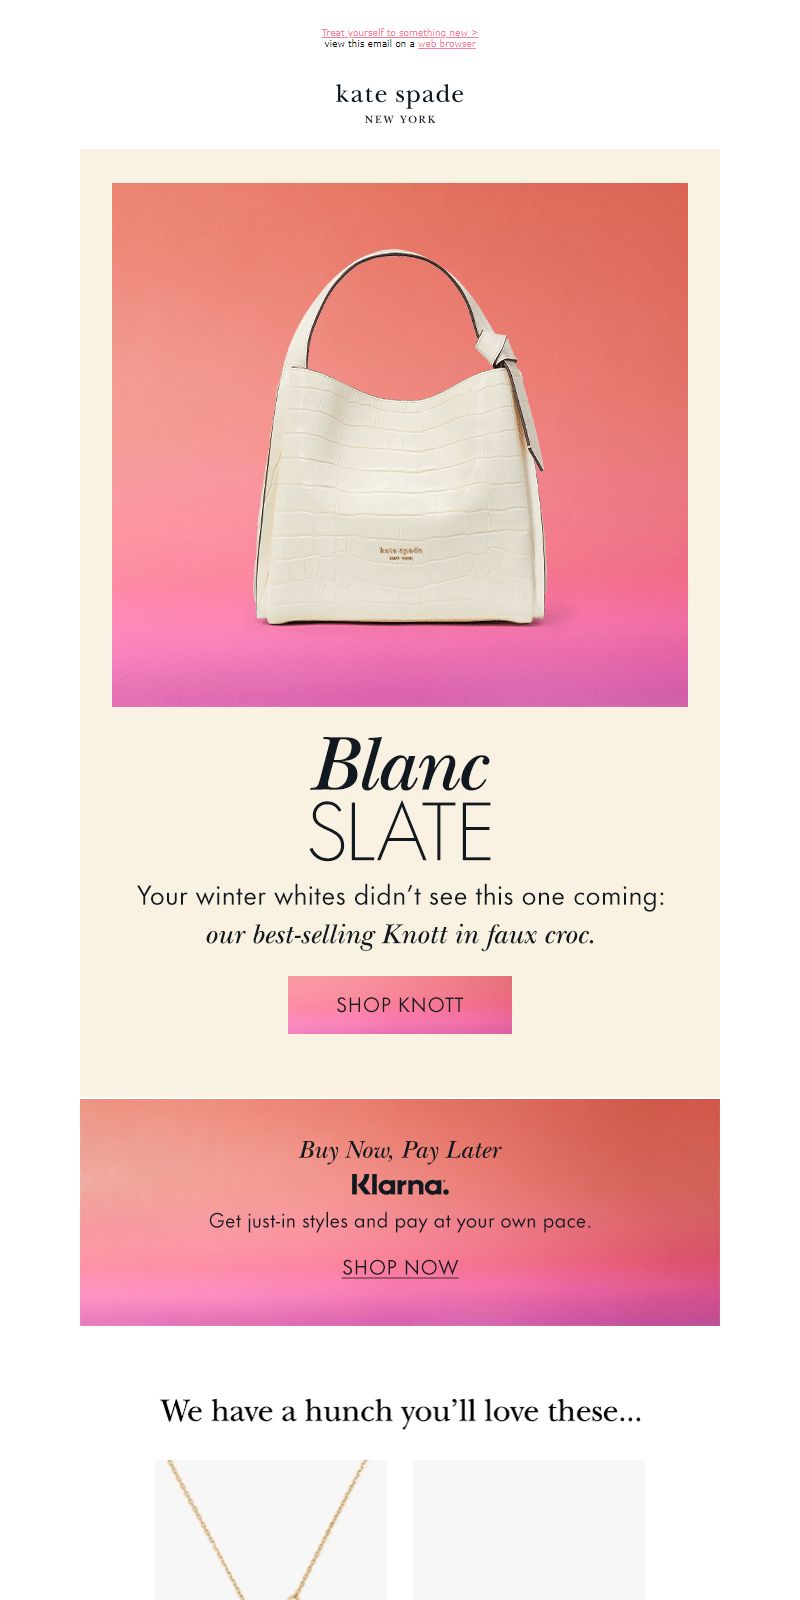 Treat yourself to something new >
view this email on a web browser
kate spade
NEW YORK
kate spade
NEW YORK
Blanc
SLATE
Your winter whites didn’t see this one coming:
our best-selling Knott in faux croc.
SHOP KNOTT
Buy Now, Pay Later
Klarna.
Get just-in styles and pay at your own pace.
SHOP NOW
We have a hunch you’ll love these...